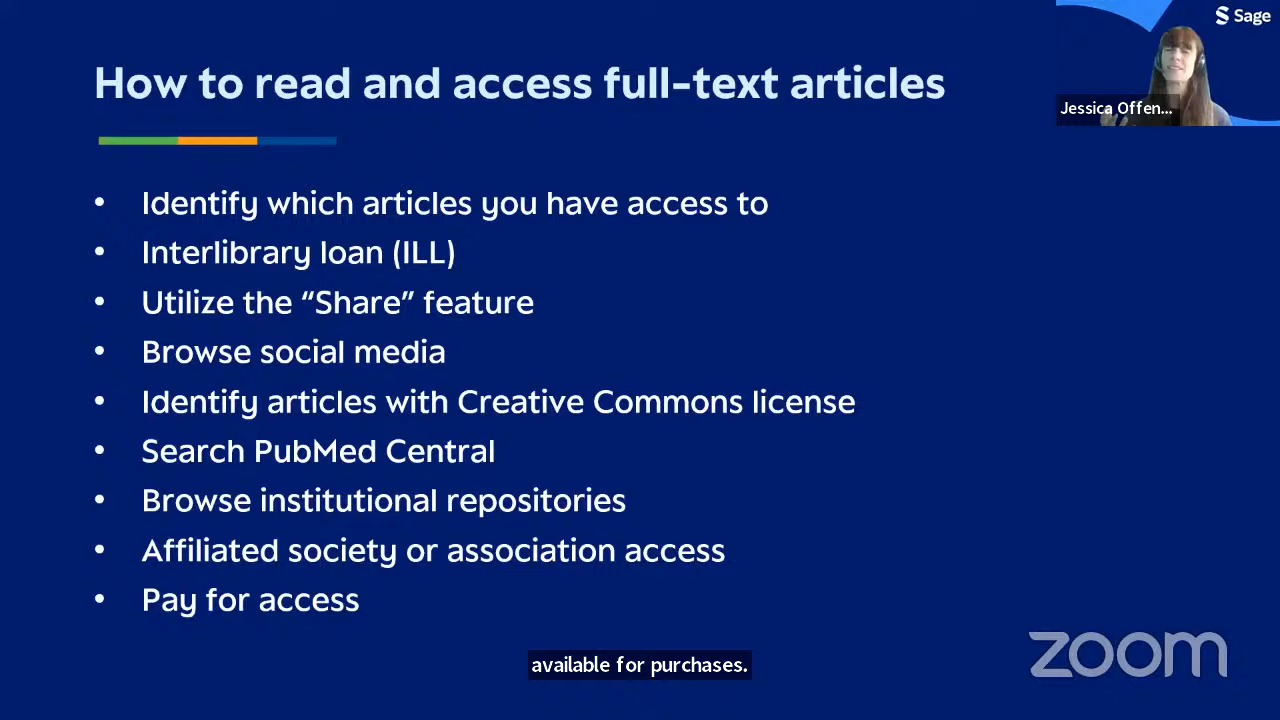 Sage
How to read and access full-text articles
Jessica Offen...
• Identify which articles you have access to
• Interlibrary loan (ILL)
• Utilize the “Share” feature
• Browse social media
• Identify articles with Creative Commons license
• Search PubMed Central
• Browse institutional repositories
• Affiliated society or association access
• Pay for access
available for purchases.
zoom